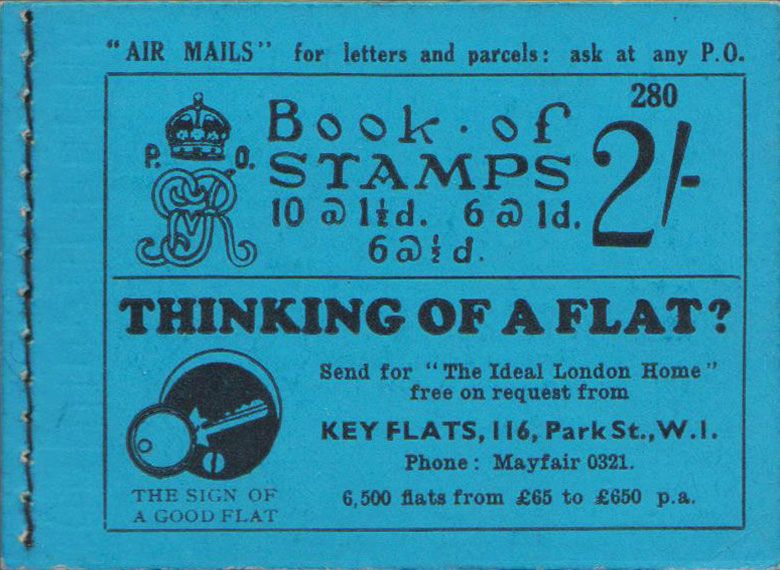 "AIR MAILS" for letters and parcels: ask at any P.O.
280
P. O.
GR
Book · of
STAMPS
10 @ 1½d. 6 @ 1d.
6 @ ½d.
2/-
THINKING OF A FLAT?
Send for "The Ideal London Home"
free on request from
KEY FLATS, 116, Park St., W.1.
Phone: Mayfair 0321.
6,500 flats from £65 to £650 p.a.
THE SIGN OF
A GOOD FLAT